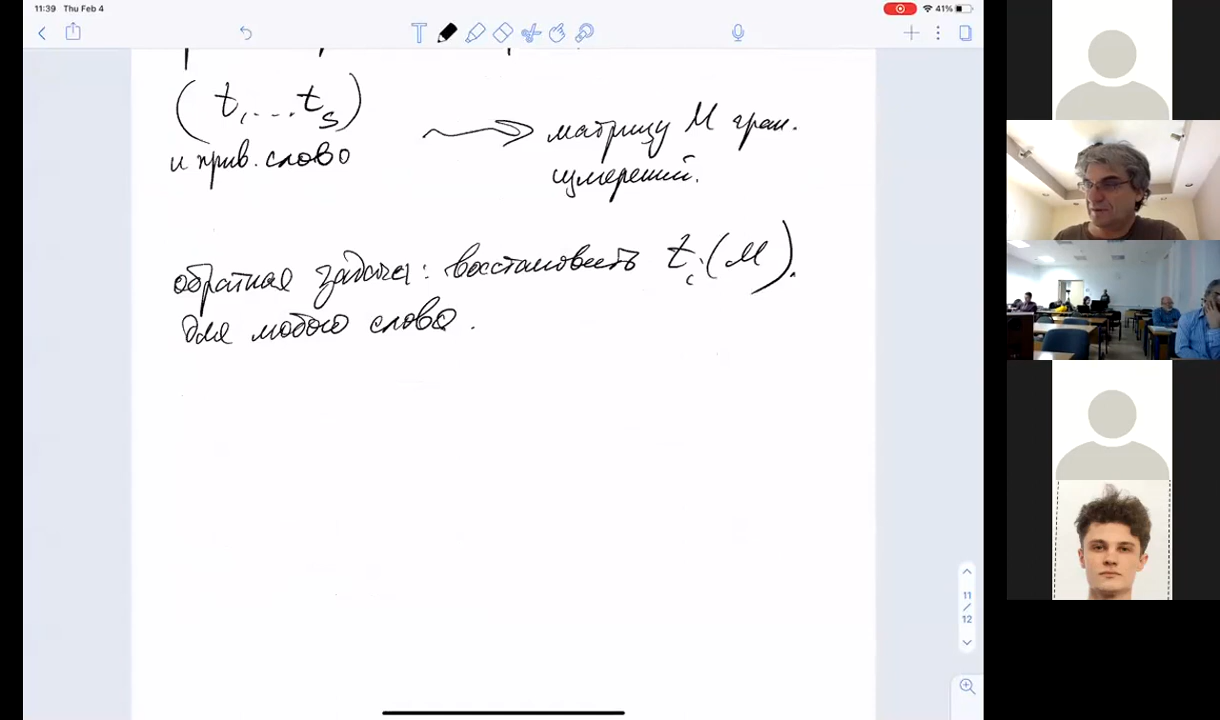 11:39 Thu Feb 4
41%
(t₁...tₛ)
и прив. слово
матрицу M гран.
измерений.
обратная задача: восстановить tᵢ(M).
для любого слова.
11
/
12